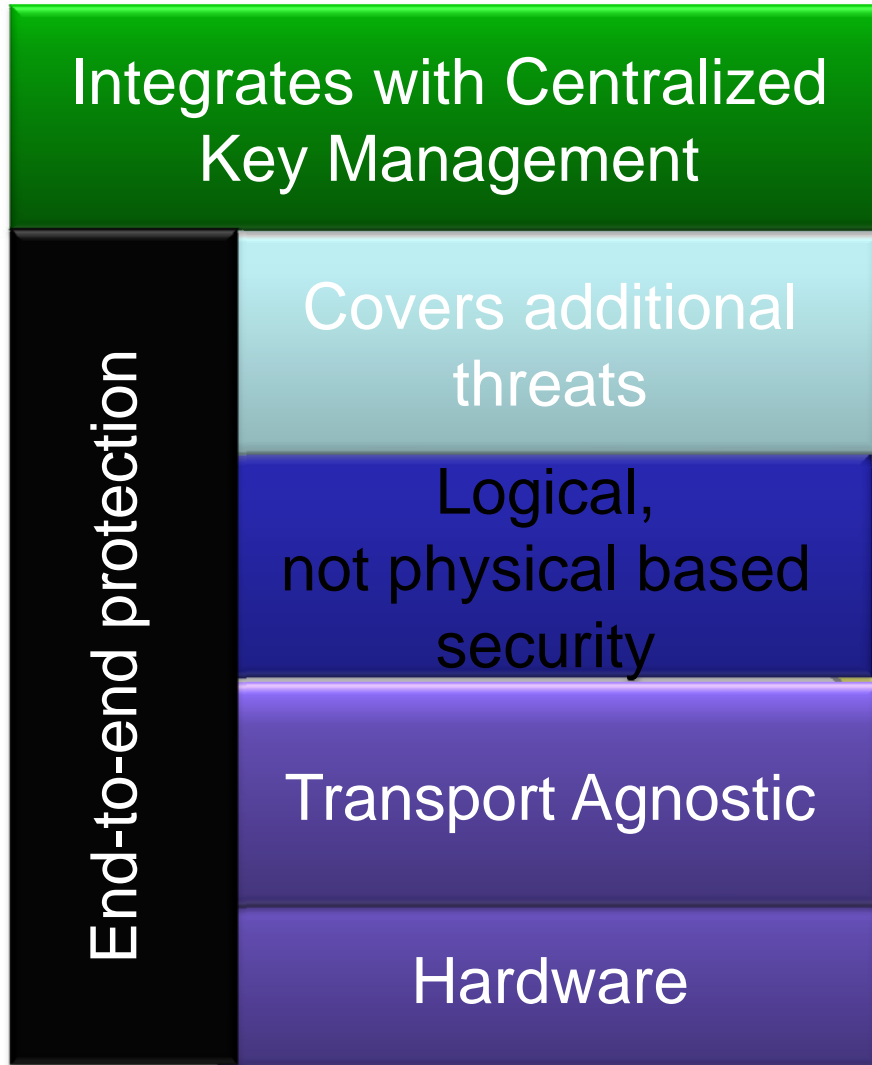 Integrates with Centralized
Key Management
End-to-end protection
Covers additional
threats
Logical,
not physical based
security
Transport Agnostic
Hardware